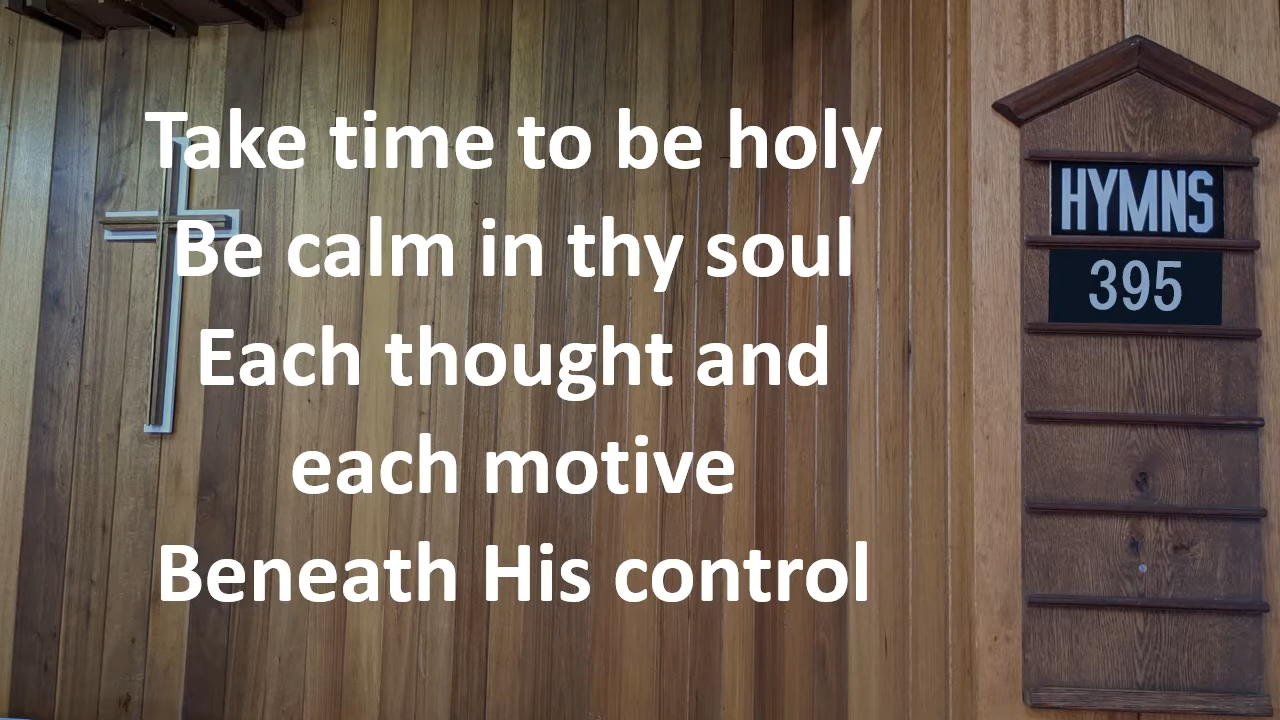 Take time to be holy
Be calm in thy soul
Each thought and
each motive
Beneath His control
HYMNS
395